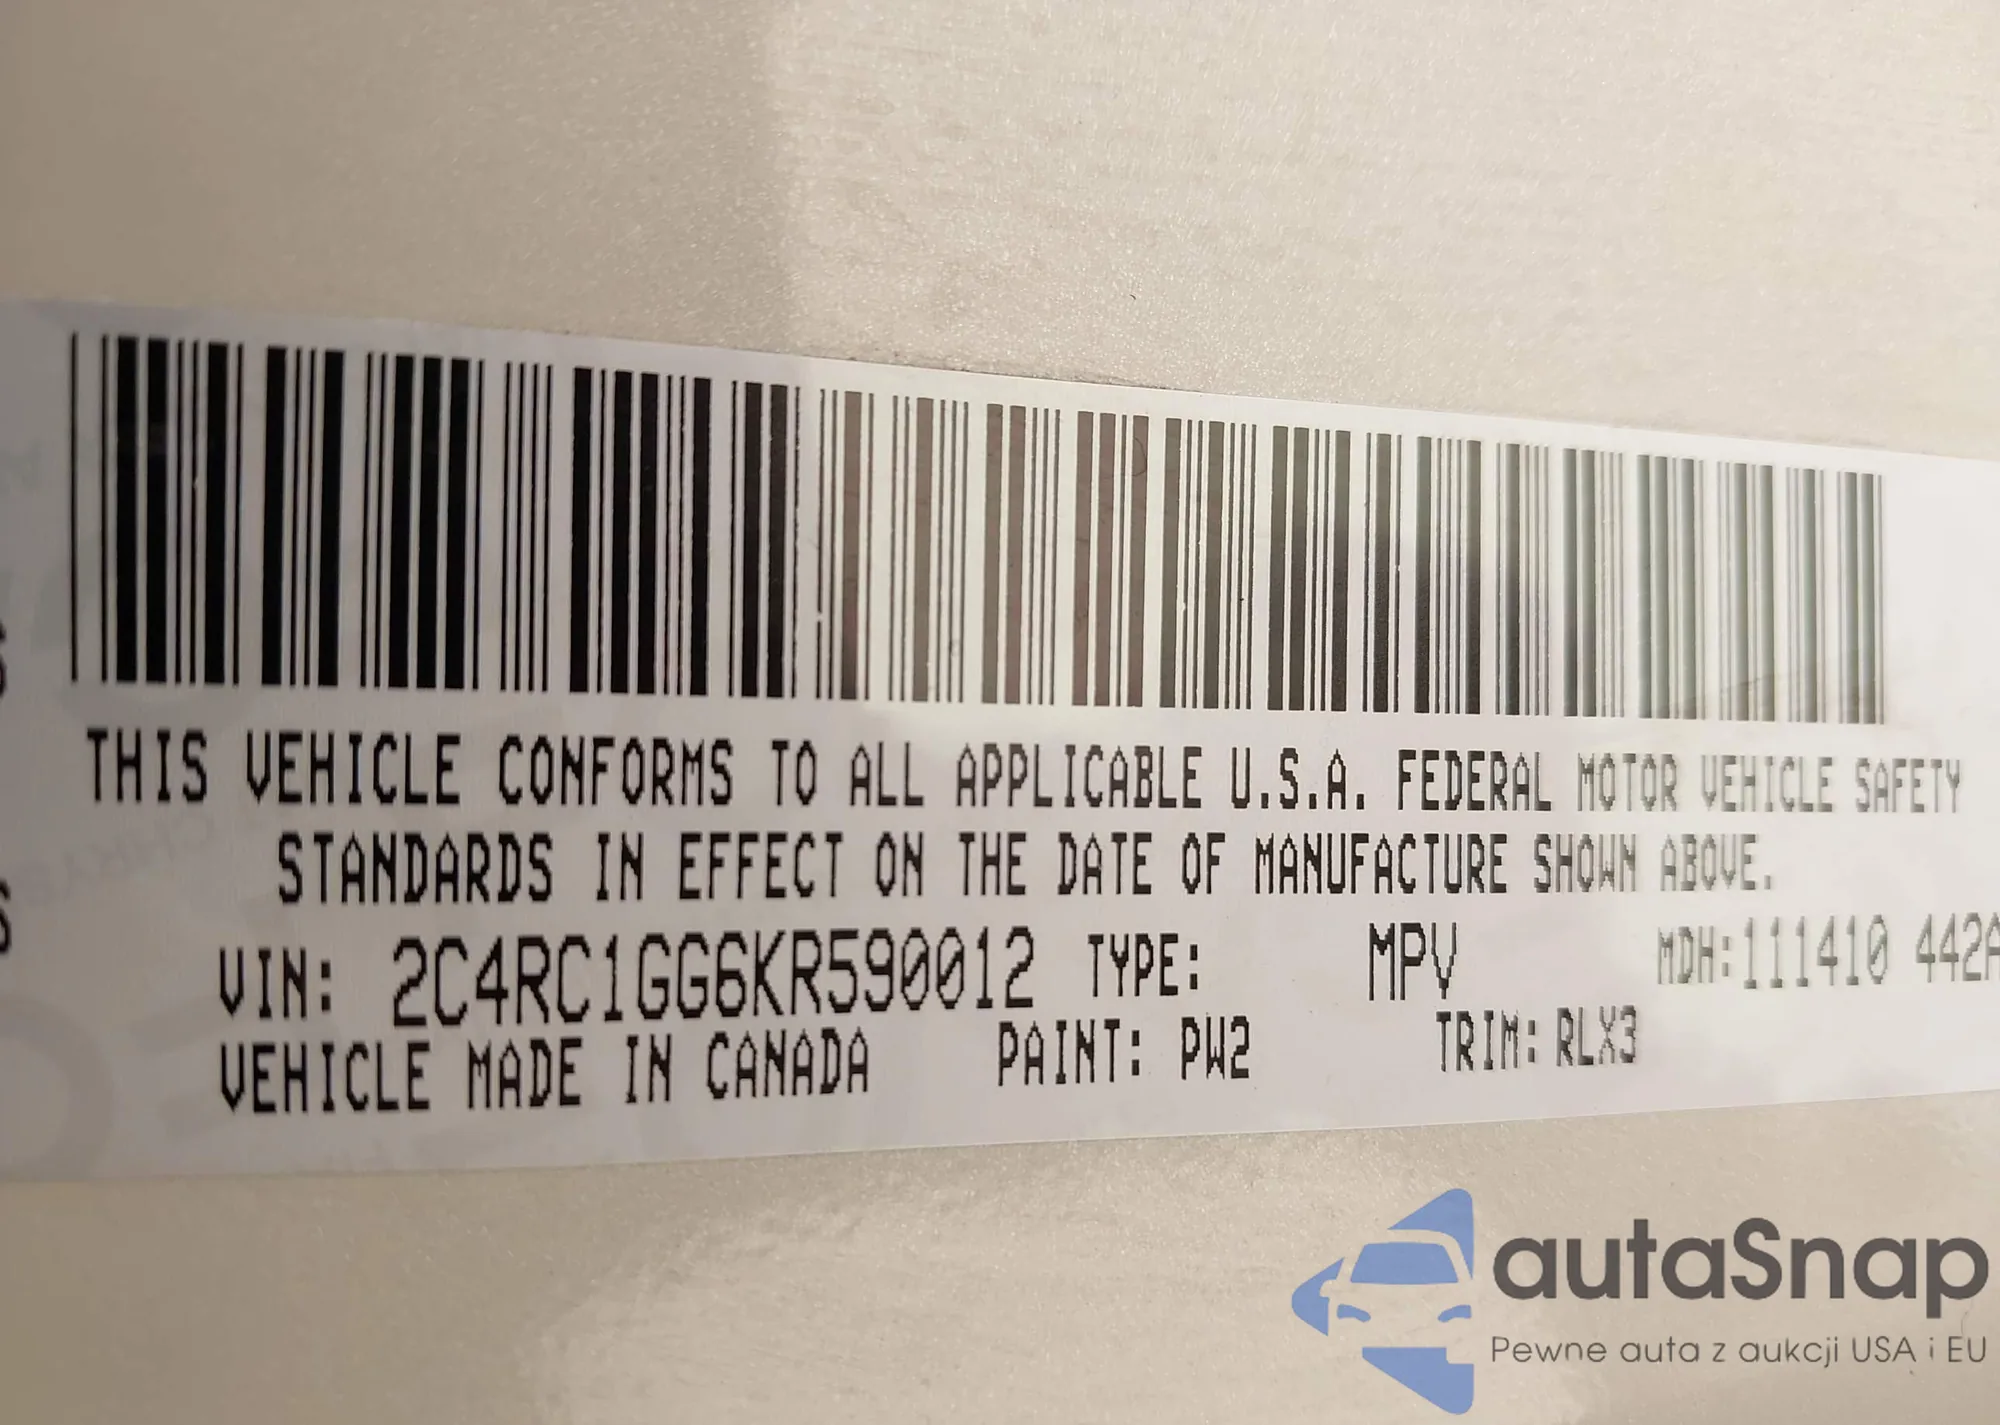 THIS VEHICLE CONFORMS TO ALL APPLICABLE U.S.A. FEDERAL MOTOR VEHICLE SAFETY
STANDARDS IN EFFECT ON THE DATE OF MANUFACTURE SHOWN ABOVE.
VIN: 2C4RC1GG6KR590012 TYPE: MPV MDH:111410 442A
VEHICLE MADE IN CANADA PAINT: PW2 TRIM: RLX3
autaSnap
Pewne auta z aukcji USA i EU